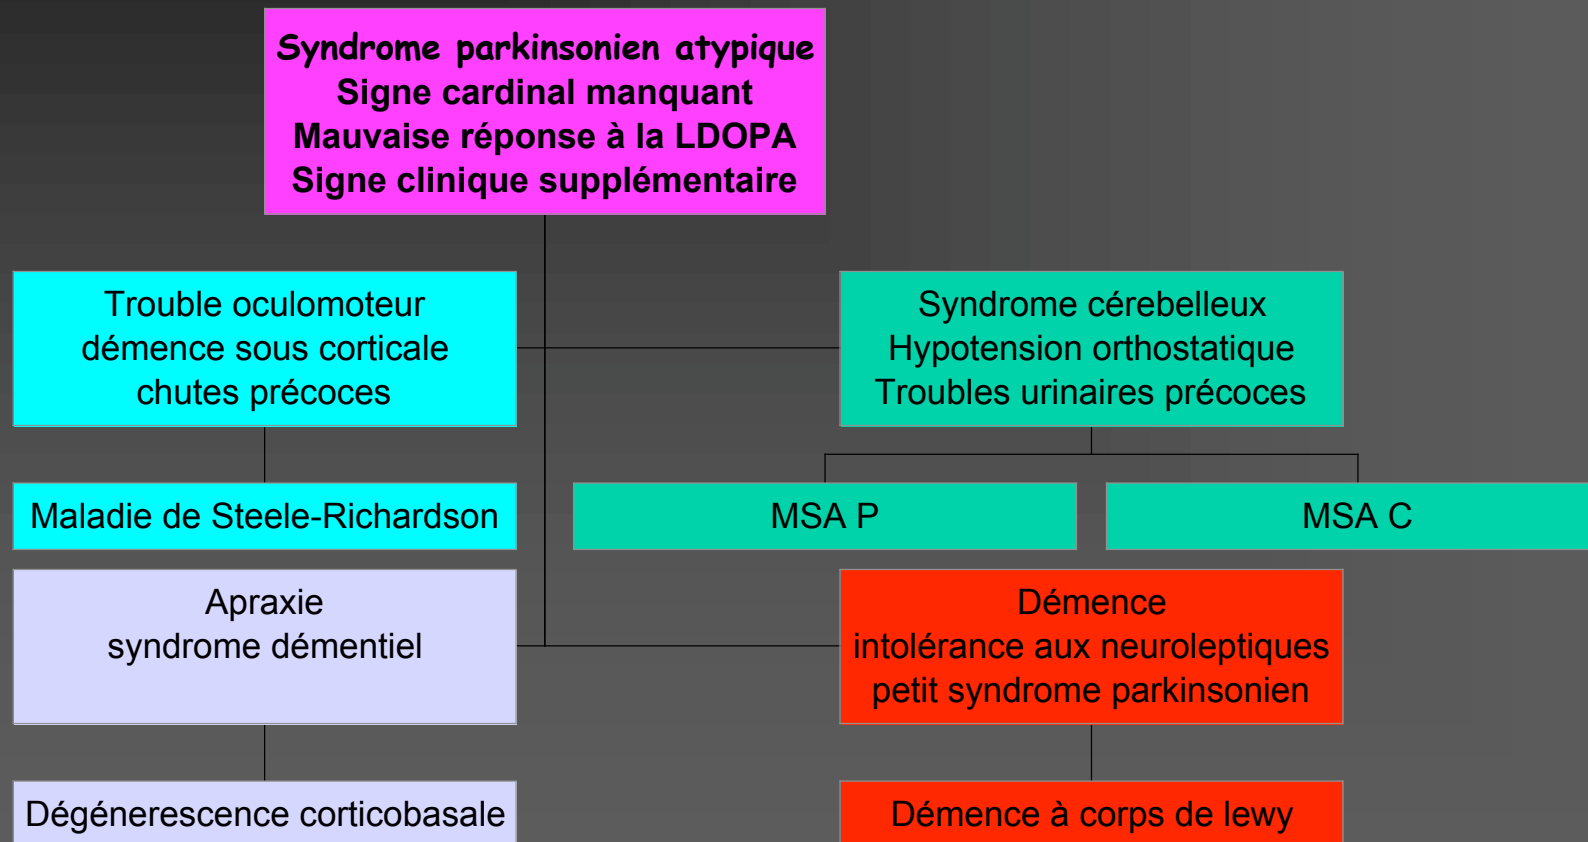 Syndrome parkinsonien atypique
Signe cardinal manquant
Mauvaise réponse à la LDOPA
Signe clinique supplémentaire
Trouble oculomoteur
démence sous corticale
chutes précoces
Syndrome cérebelleux
Hypotension orthostatique
Troubles urinaires précoces
Maladie de Steele-Richardson
MSA P
MSA C
Apraxie
syndrome démentiel
Démence
intolérance aux neuroleptiques
petit syndrome parkinsonien
Dégénerescence corticobasale
Démence à corps de lewy